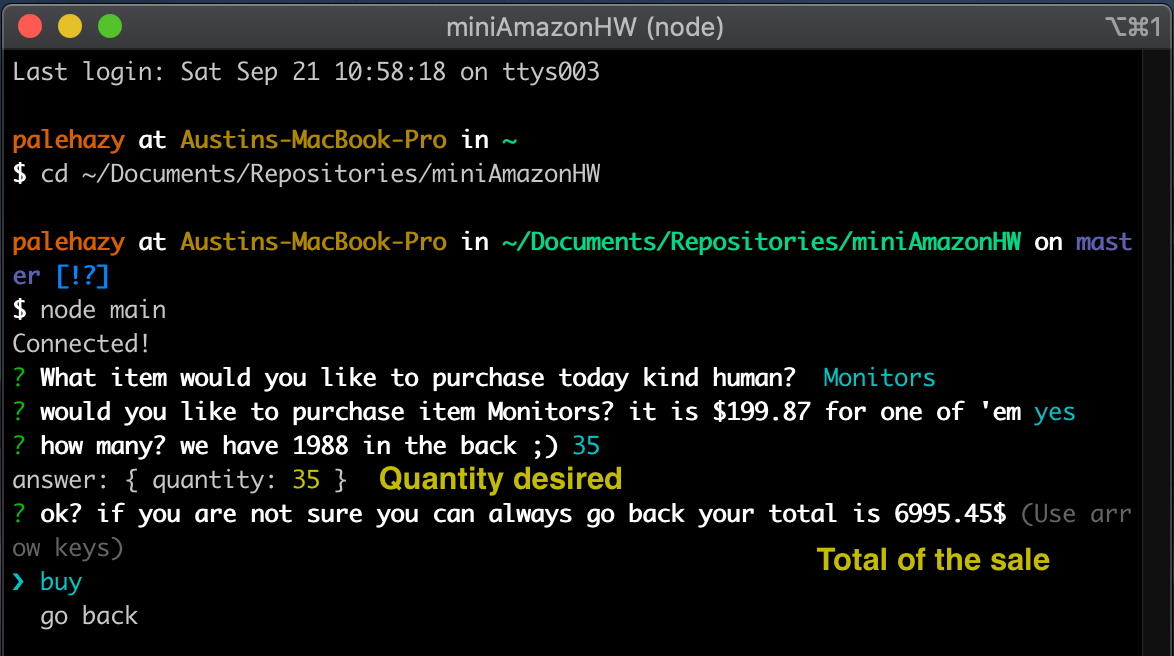 miniAmazonHW (node)
⌥⌘1
Last login: Sat Sep 21 10:58:18 on ttys003
palehazy at Austins-MacBook-Pro in ~
$ cd ~/Documents/Repositories/miniAmazonHW
palehazy at Austins-MacBook-Pro in ~/Documents/Repositories/miniAmazonHW on mast
er [!?]
$ node main
Connected!
? What item would you like to purchase today kind human?  Monitors
? would you like to purchase item Monitors? it is $199.87 for one of 'em yes
? how many? we have 1988 in the back ;) 35
answer: { quantity: 35 }
Quantity desired
? ok? if you are not sure you can always go back your total is 6995.45$ (Use arr
ow keys)
Total of the sale
❯ buy
go back